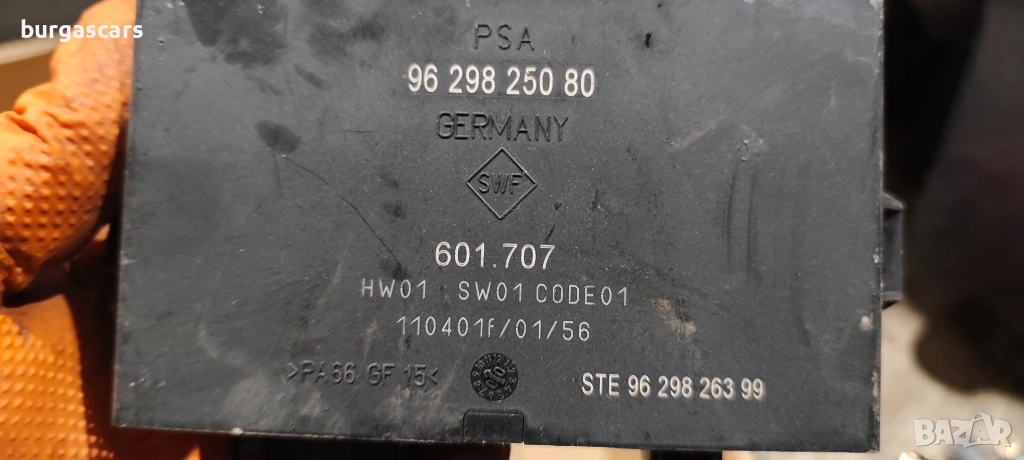 burgascars
PSA
96 298 250 80
GERMANY
SWF
601.707
HW01 SW01 CODE01
110401F/01/56
>PA66 GF 15<
STE 96 298 263 99
BAZAR